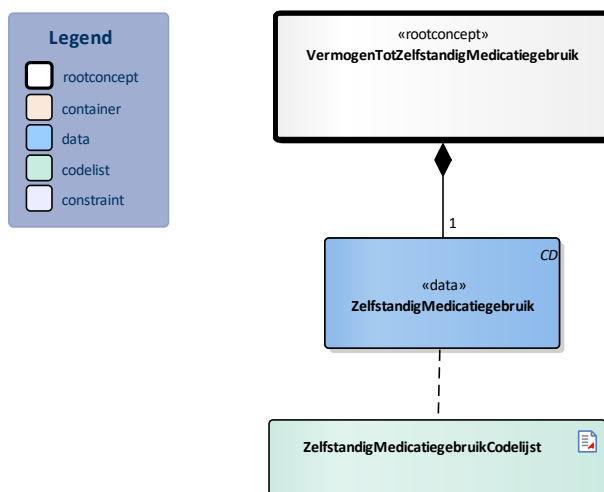 Legend
rootconcept
container
data
codelist
constraint
«rootconcept»
VermogenTotZelfstandigMedicatiegebruik
1
CD
«data»
ZelfstandigMedicatiegebruik
ZelfstandigMedicatiegebruikCodelijst